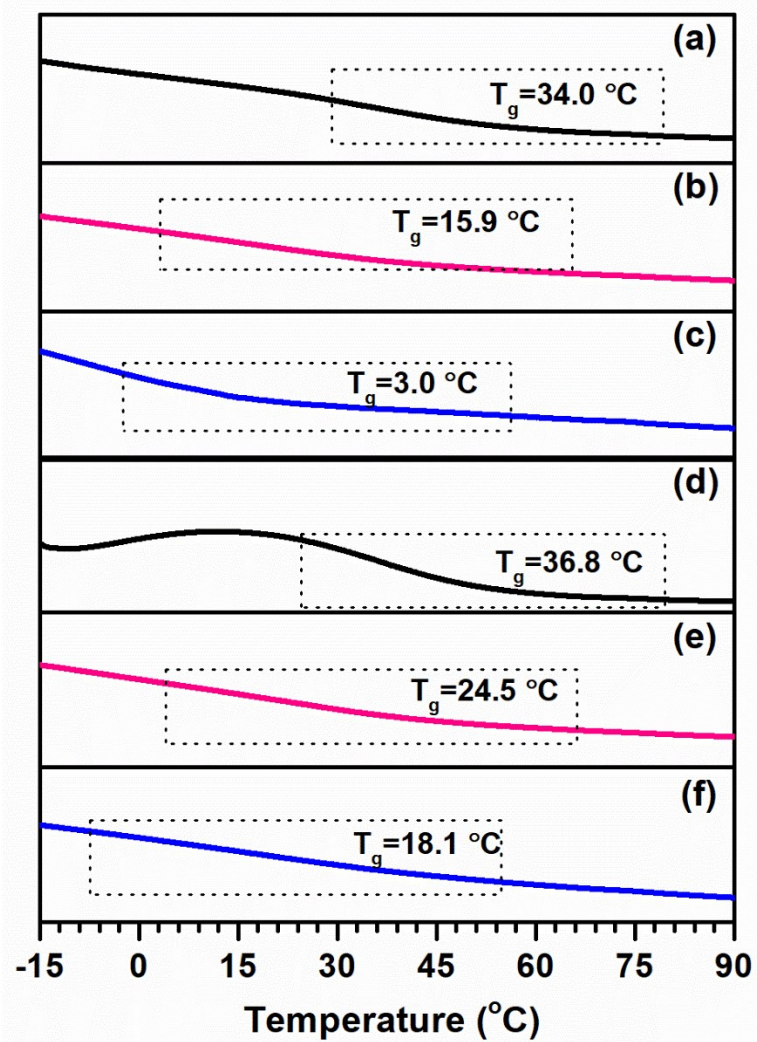 (a)
Tg=34.0 °C
(b)
Tg=15.9 °C
(c)
Tg=3.0 °C
(d)
Tg=36.8 °C
(e)
Tg=24.5 °C
(f)
Tg=18.1 °C
-15 0 15 30 45 60 75 90
Temperature (°C)